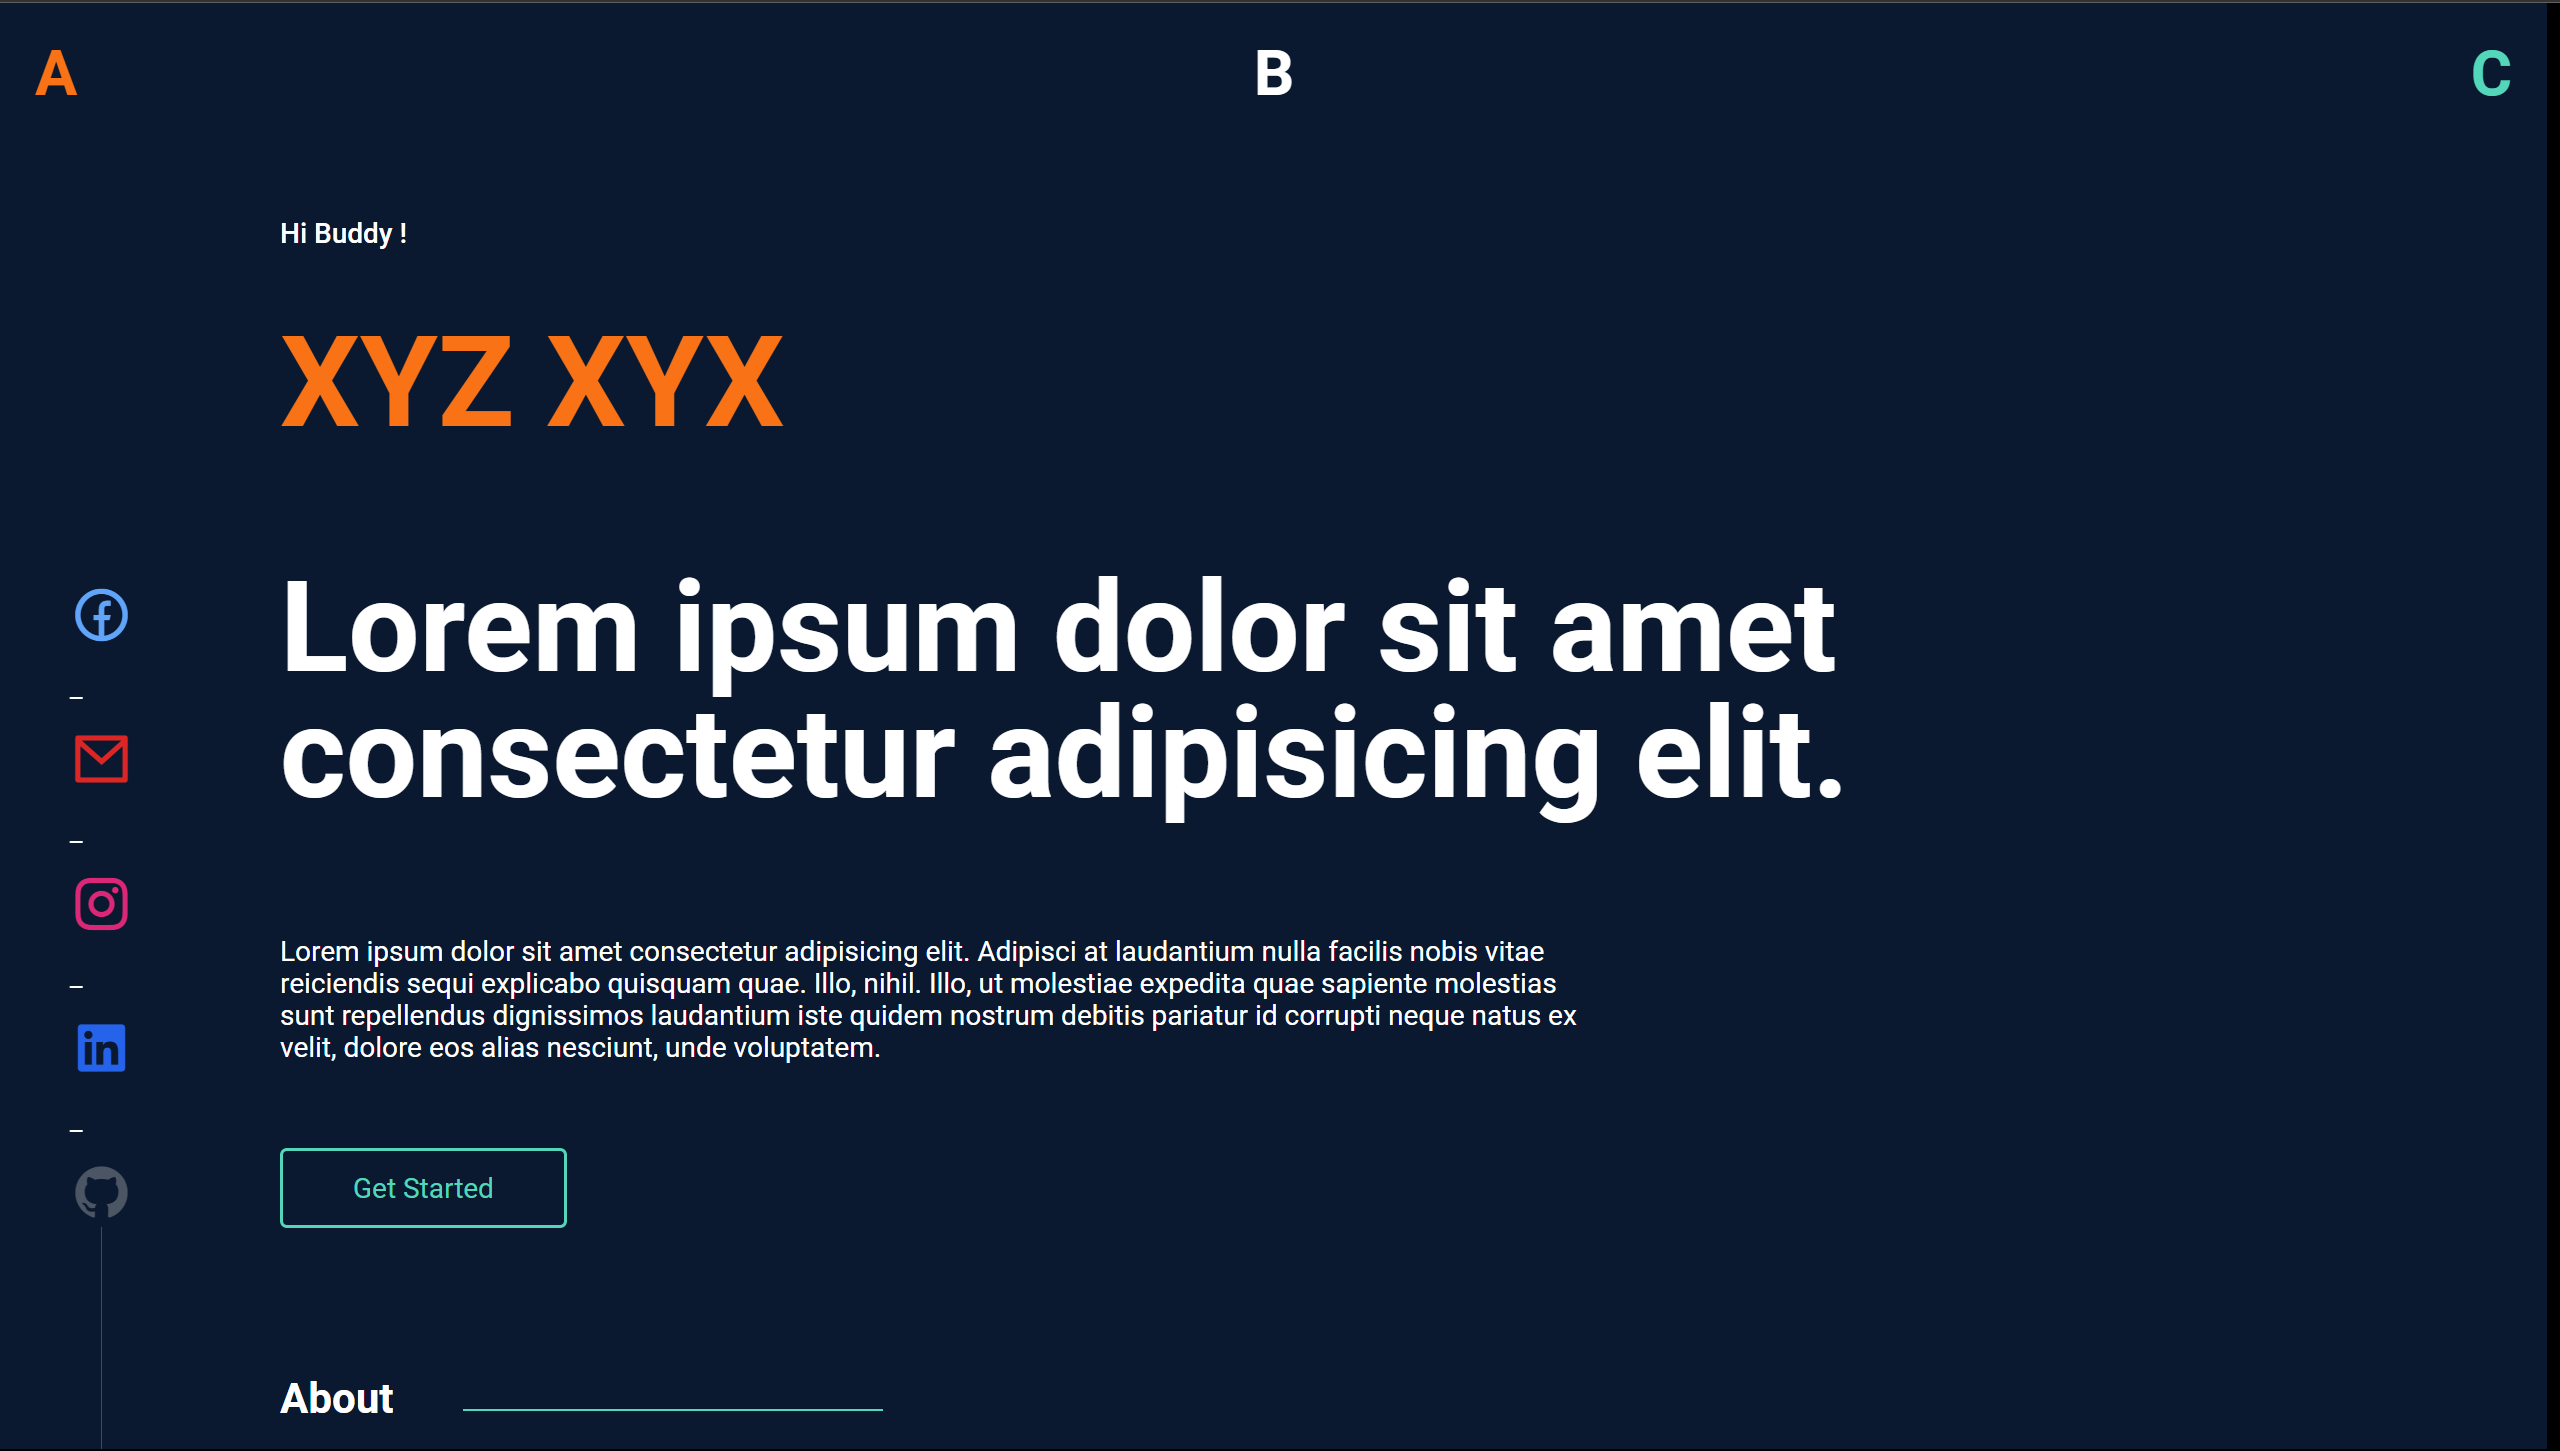 A
B
C
Hi Buddy !
XYZ XYX
Lorem ipsum dolor sit amet
consectetur adipisicing elit.
Lorem ipsum dolor sit amet consectetur adipisicing elit. Adipisci at laudantium nulla facilis nobis vitae
reiciendis sequi explicabo quisquam quae. Illo, nihil. Illo, ut molestiae expedita quae sapiente molestias
sunt repellendus dignissimos laudantium iste quidem nostrum debitis pariatur id corrupti neque natus ex
velit, dolore eos alias nesciunt, unde voluptatem.
Get Started
About